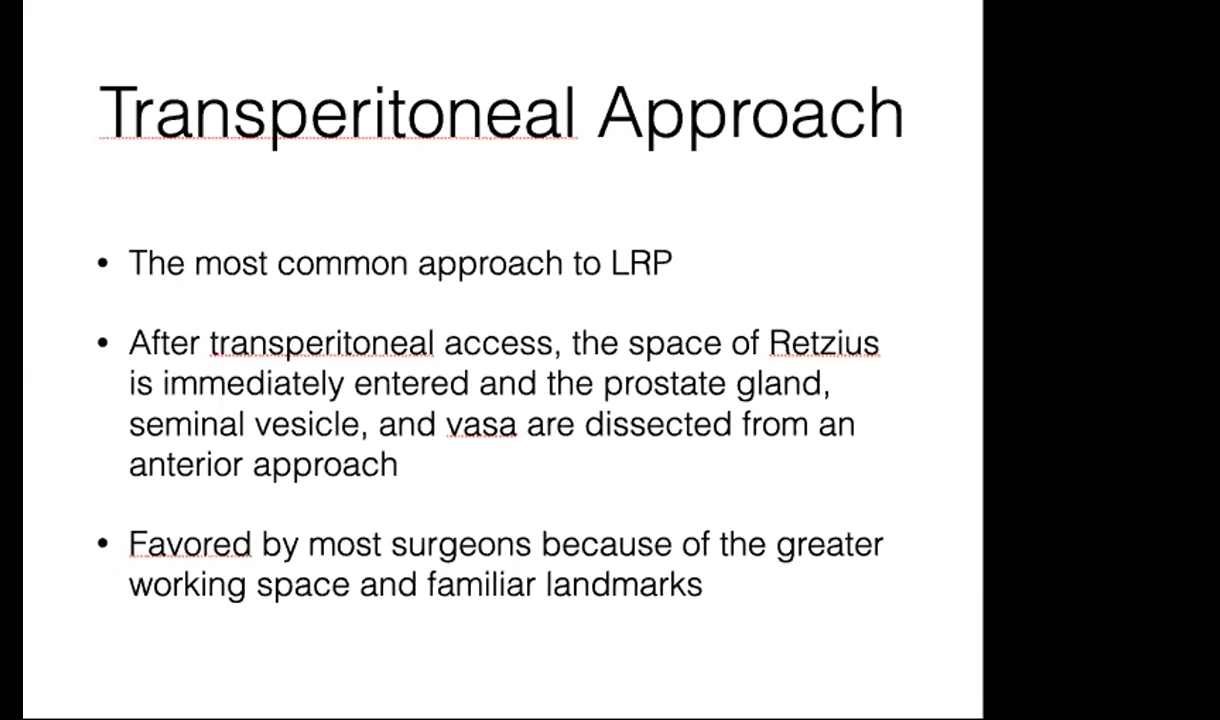 Transperitoneal Approach
• The most common approach to LRP
• After transperitoneal access, the space of Retzius
is immediately entered and the prostate gland,
seminal vesicle, and vasa are dissected from an
anterior approach
• Favored by most surgeons because of the greater
working space and familiar landmarks